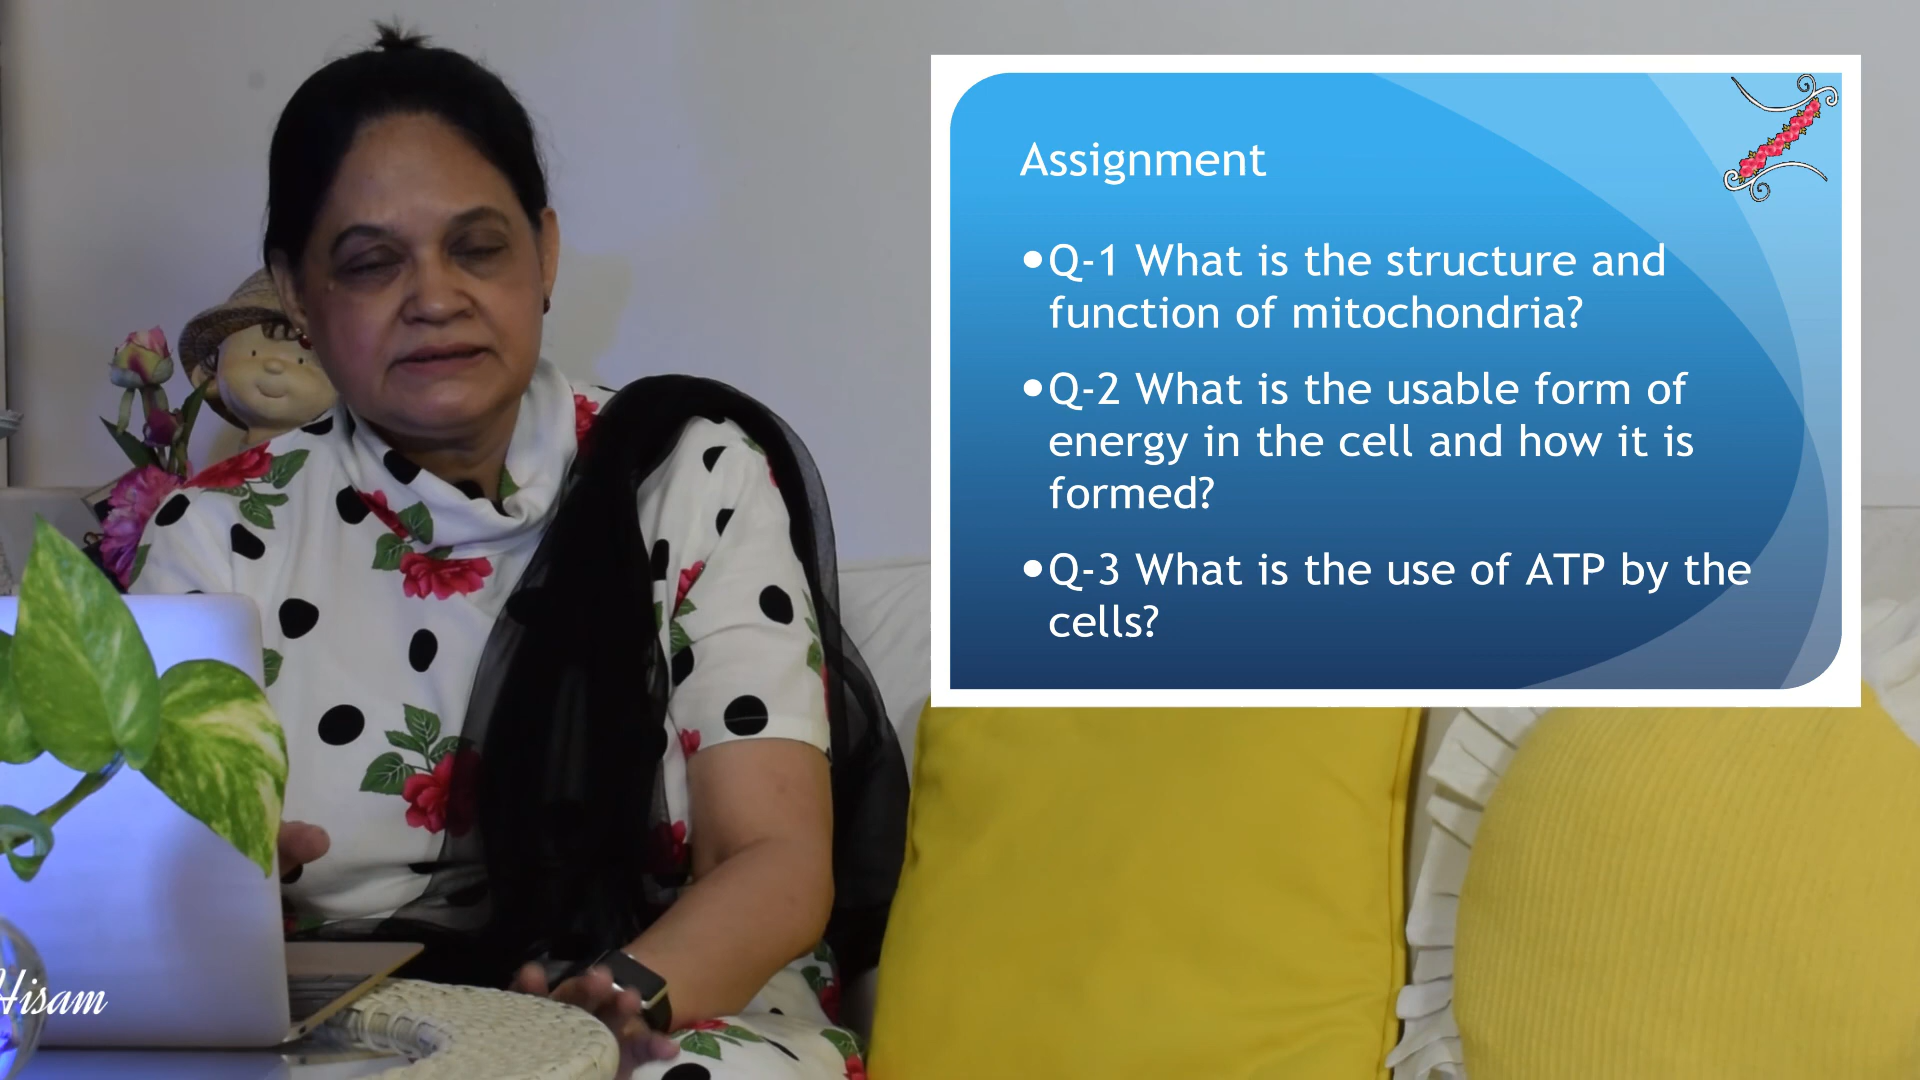 Assignment
•Q-1 What is the structure and
function of mitochondria?
•Q-2 What is the usable form of
energy in the cell and how it is
formed?
•Q-3 What is the use of ATP by the
cells?
Hisam